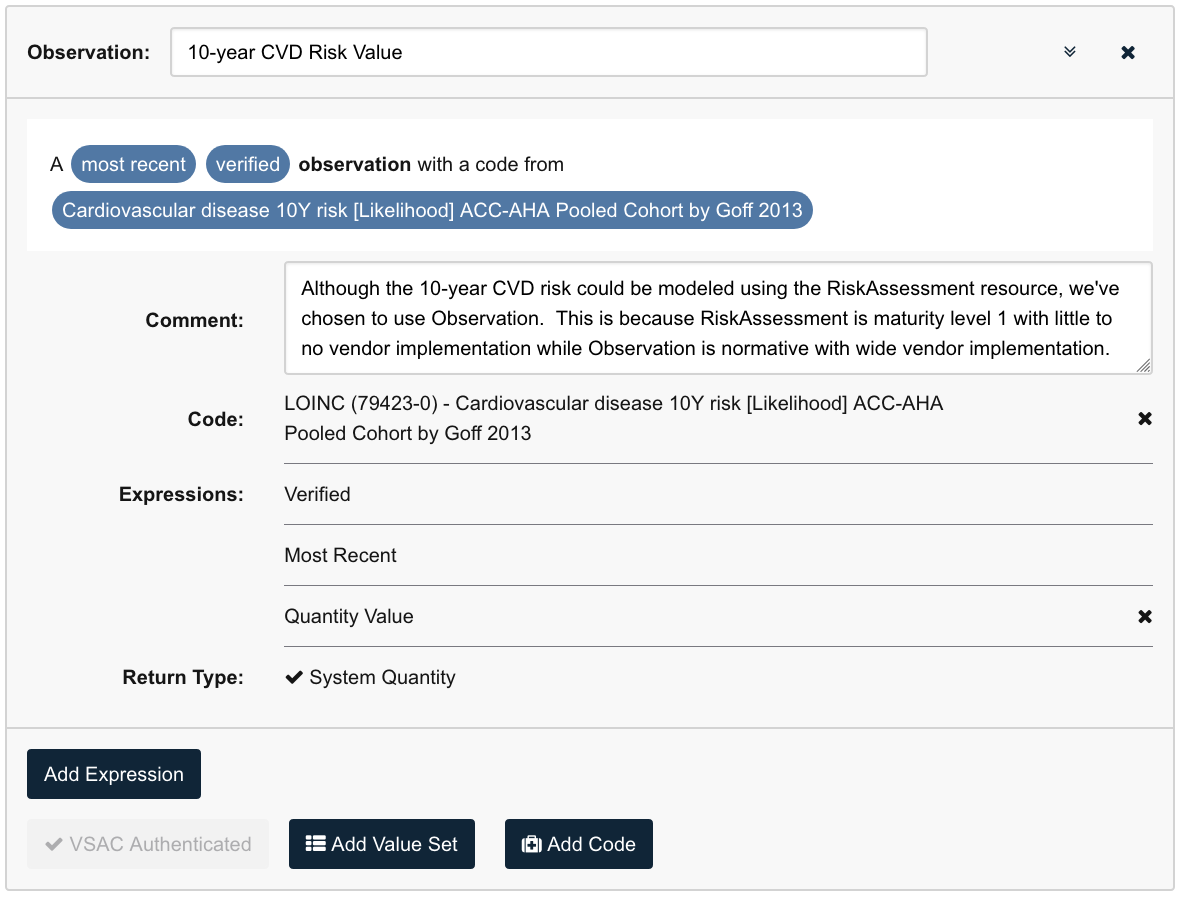 Observation: 10-year CVD Risk Value
A most recent verified observation with a code from
Cardiovascular disease 10Y risk [Likelihood] ACC-AHA Pooled Cohort by Goff 2013
Although the 10-year CVD risk could be modeled using the RiskAssessment resource, we've
Comment: chosen to use Observation.  This is because RiskAssessment is maturity level 1 with little to
no vendor implementation while Observation is normative with wide vendor implementation.
Code: LOINC (79423-0) - Cardiovascular disease 10Y risk [Likelihood] ACC-AHA
Pooled Cohort by Goff 2013
Expressions: Verified
Most Recent
Quantity Value
Return Type: System Quantity
Add Expression
VSAC Authenticated Add Value Set Add Code